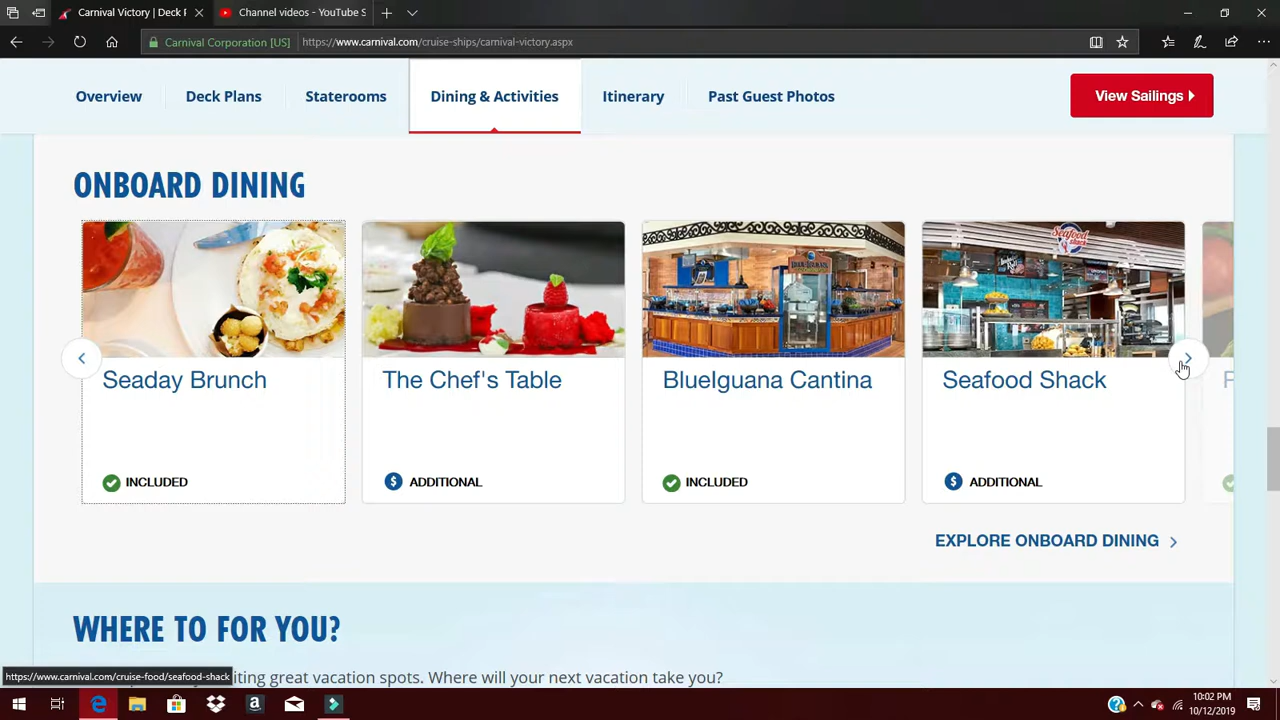 Carnival Victory | Deck P
Channel videos - YouTube S
Carnival Corporation [US]
https://www.carnival.com/cruise-ships/carnival-victory.aspx
Overview
Deck Plans
Staterooms
Dining & Activities
Itinerary
Past Guest Photos
View Sailings
ONBOARD DINING
Seafood Shack
Seaday Brunch
The Chef's Table
BlueIguana Cantina
Seafood Shack
INCLUDED
$ ADDITIONAL
INCLUDED
$ ADDITIONAL
EXPLORE ONBOARD DINING
WHERE TO FOR YOU?
iting great vacation spots. Where will your next vacation take you?
https://www.carnival.com/cruise-food/seafood-shack
10:02 PM
10/12/2019